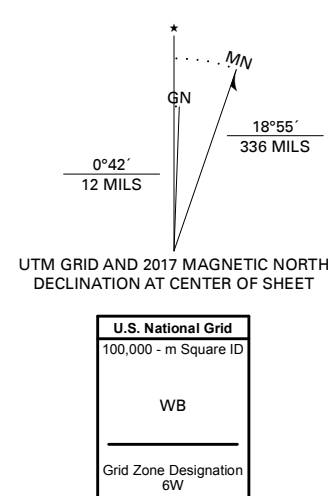 ★
MN
GN
18°55´
336 MILS
0°42´
12 MILS
UTM GRID AND 2017 MAGNETIC NORTH
DECLINATION AT CENTER OF SHEET
U.S. National Grid
100,000 - m Square ID
WB
Grid Zone Designation
6W